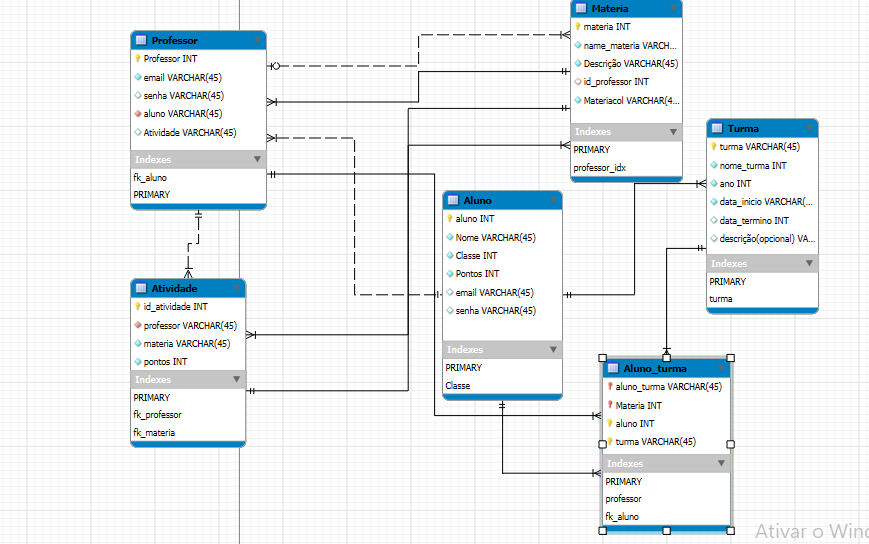 Professor
Professor INT
email VARCHAR(45)
senha VARCHAR(45)
aluno VARCHAR(45)
Atividade VARCHAR(45)
Indexes
fk_aluno
PRIMARY
Materia
materia INT
name_materia VARCH...
Descrição VARCHAR(45)
id_professor INT
Materiacol VARCHAR(4...
Indexes
PRIMARY
professor_idx
Turma
turma VARCHAR(45)
nome_turma INT
ano INT
data_inicio VARCHAR(...
data_termino INT
descrição(opcional) VA...
Indexes
PRIMARY
turma
Aluno
aluno INT
Nome VARCHAR(45)
Classe INT
Pontos INT
email VARCHAR(45)
senha VARCHAR(45)
Indexes
PRIMARY
Classe
Atividade
id_atividade INT
professor VARCHAR(45)
materia VARCHAR(45)
pontos INT
Indexes
PRIMARY
fk_professor
fk_materia
Aluno_turma
aluno_turma VARCHAR(45)
Materia INT
aluno INT
turma VARCHAR(45)
Indexes
PRIMARY
professor
fk_aluno
Ativar o Wind